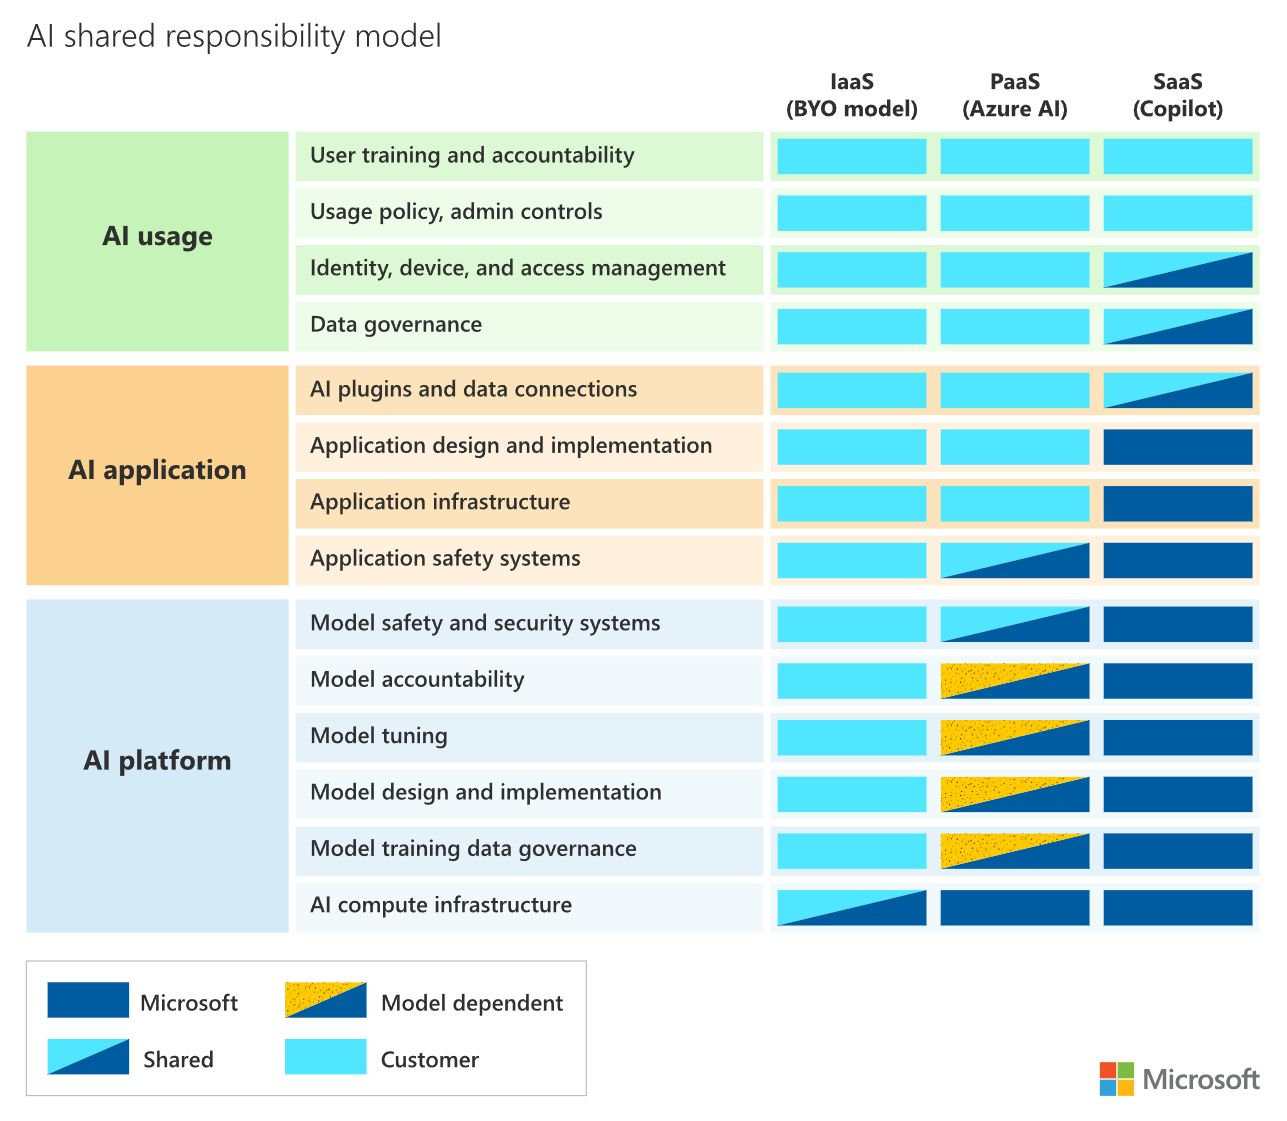 AI shared responsibility model
IaaS
(BYO model)
PaaS
(Azure AI)
SaaS
(Copilot)
AI usage
User training and accountability
Usage policy, admin controls
Identity, device, and access management
Data governance
AI application
AI plugins and data connections
Application design and implementation
Application infrastructure
Application safety systems
AI platform
Model safety and security systems
Model accountability
Model tuning
Model design and implementation
Model training data governance
AI compute infrastructure
Microsoft
Model dependent
Shared
Customer
Microsoft